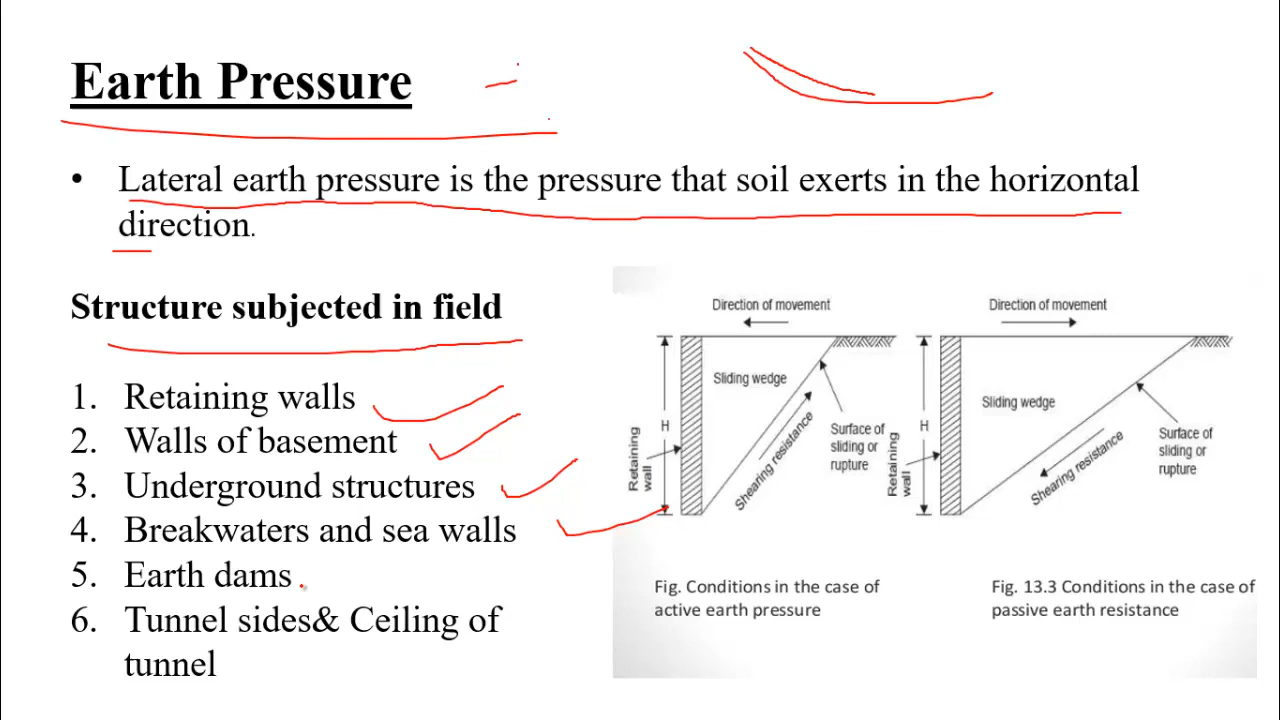 Earth Pressure
• Lateral earth pressure is the pressure that soil exerts in the horizontal
direction.
Structure subjected in field
1. Retaining walls
2. Walls of basement
3. Underground structures
4. Breakwaters and sea walls
5. Earth dams
6. Tunnel sides& Ceiling of
tunnel
Direction of movement
Sliding wedge
H
Retaining
wall
Shearing resistance
Surface of
sliding or
rupture
Fig. Conditions in the case of
active earth pressure
Direction of movement
Sliding wedge
H
Retaining
wall
Shearing resistance
Surface of
sliding or
rupture
Fig. 13.3 Conditions in the case of
passive earth resistance